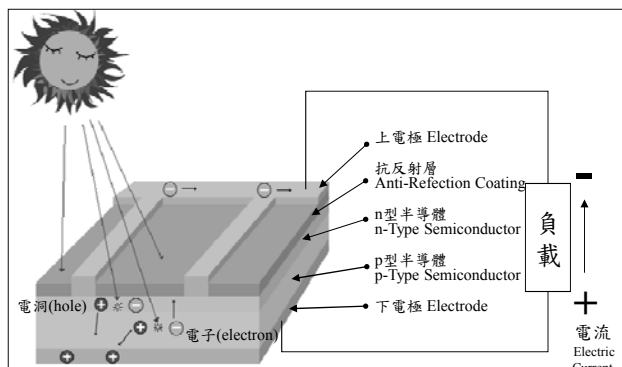 上電極 Electrode
抗反射層
Anti-Refection Coating
n型半導體
n-Type Semiconductor
p型半導體
p-Type Semiconductor
下電極 Electrode
電洞(hole)
電子(electron)
負載
電流
Electric
Current